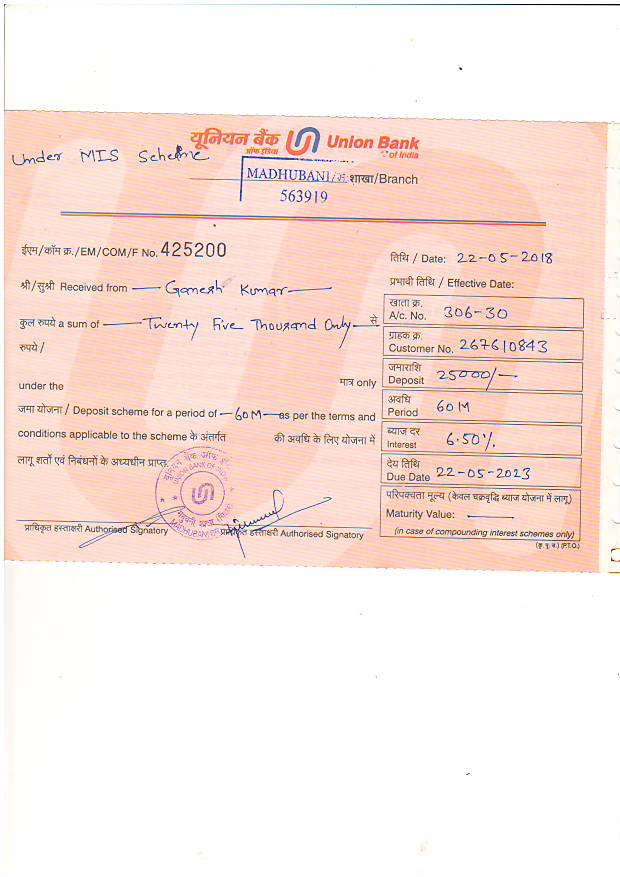 यूनियन बैंक
ऑफ इंडिया
Union Bank
of India
Under MIS Scheme
MADHUBANI शाखा/Branch
563919
ईएम/कॉम क्र./EM/COM/F No. 425200
तिथि / Date: 22-05-2018
श्री/सुश्री Received from Ganesh Kumar
प्रभावी तिथि / Effective Date:
कुल रुपये a sum of Twenty Five Thousand Only से
रुपये /
खाता क्र.
A/c. No. 306-30
ग्राहक क्र.
Customer No. 267610843
under the मात्र only
जमाराशि
Deposit 25000/-
जमा योजना / Deposit scheme for a period of - 60M - as per the terms and
अवधि
Period 60M
conditions applicable to the scheme के अंतर्गत की अवधि के लिए योजना में
ब्याज दर
Interest 6.50%
लागू शर्तों एवं निबंधनों के अध्यधीन प्राप्त.
देय तिथि
Due Date 22-05-2023
परिपक्वता मूल्य (केवल चक्रवृद्धि ब्याज योजना में लागू)
Maturity Value: —
(in case of compounding interest schemes only)
यूनियन बैंक ऑफ
UNION BANK OF INDIA
MADHUBANI
प्राधिकृत हस्ताक्षरी Authorised Signatory
प्राधिकृत हस्ताक्षरी Authorised Signatory
(कृ. पृ. उ.) (P.T.O.)